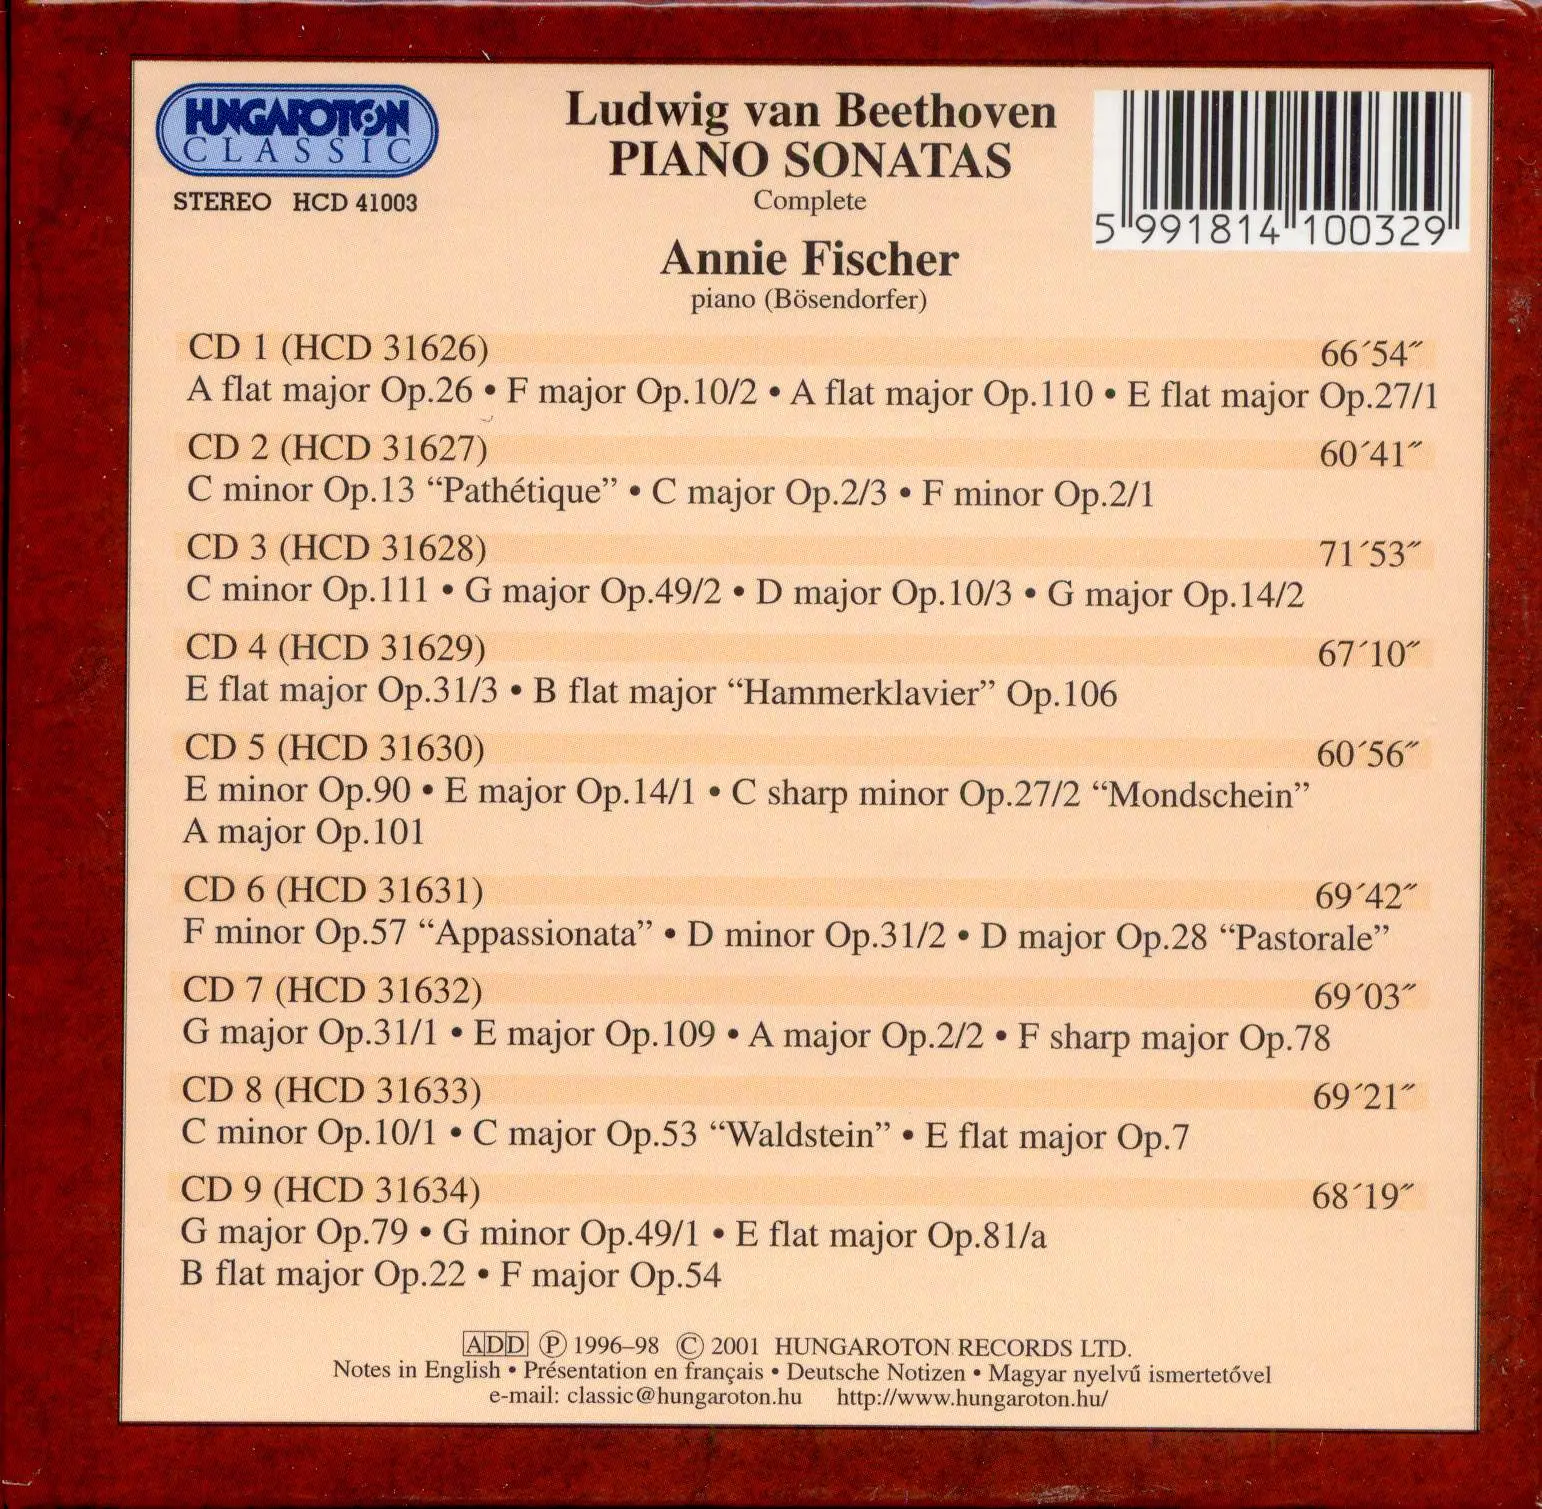 HUNGAROTON
CLASSIC
STEREO HCD 41003
Ludwig van Beethoven
PIANO SONATAS
Complete
Annie Fischer
piano (Bösendorfer)
5 991814 100329
CD 1 (HCD 31626) 66´54˝
A flat major Op.26 • F major Op.10/2 • A flat major Op.110 • E flat major Op.27/1
CD 2 (HCD 31627) 60´41˝
C minor Op.13 “Pathétique” • C major Op.2/3 • F minor Op.2/1
CD 3 (HCD 31628) 71´53˝
C minor Op.111 • G major Op.49/2 • D major Op.10/3 • G major Op.14/2
CD 4 (HCD 31629) 67´10˝
E flat major Op.31/3 • B flat major “Hammerklavier” Op.106
CD 5 (HCD 31630) 60´56˝
E minor Op.90 • E major Op.14/1 • C sharp minor Op.27/2 “Mondschein”
A major Op.101
CD 6 (HCD 31631) 69´42˝
F minor Op.57 “Appassionata” • D minor Op.31/2 • D major Op.28 “Pastorale”
CD 7 (HCD 31632) 69´03˝
G major Op.31/1 • E major Op.109 • A major Op.2/2 • F sharp major Op.78
CD 8 (HCD 31633) 69´21˝
C minor Op.10/1 • C major Op.53 “Waldstein” • E flat major Op.7
CD 9 (HCD 31634) 68´19˝
G major Op.79 • G minor Op.49/1 • E flat major Op.81/a
B flat major Op.22 • F major Op.54
ADD Ⓟ 1996–98 © 2001 HUNGAROTON RECORDS LTD.
Notes in English • Présentation en français • Deutsche Notizen • Magyar nyelvű ismertetővel
e-mail: classic@hungaroton.hu http://www.hungaroton.hu/